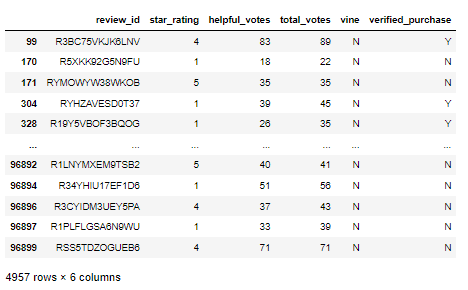 review_id star_rating helpful_votes total_votes vine verified_purchase
99 R3BC75VKJK6LNV 4 83 89 N Y
170 R5XKK92G5N9FU 1 18 22 N N
171 RYMOWYW38WKOB 5 35 35 N N
304 RYHZAVESD0T37 1 39 45 N Y
328 R19Y5VBOF3BQOG 1 26 35 N Y
... ... ... ... ... ... ...
96892 R1LNYMXEM9TSB2 5 40 41 N N
96894 R34YHIU17EF1D6 1 51 56 N N
96896 R3CYIDM3UEY5PA 4 37 43 N N
96897 R1PLFLGSA6N9WU 1 33 39 N N
96899 RSS5TDZOGUEB6 4 71 71 N N
4957 rows × 6 columns